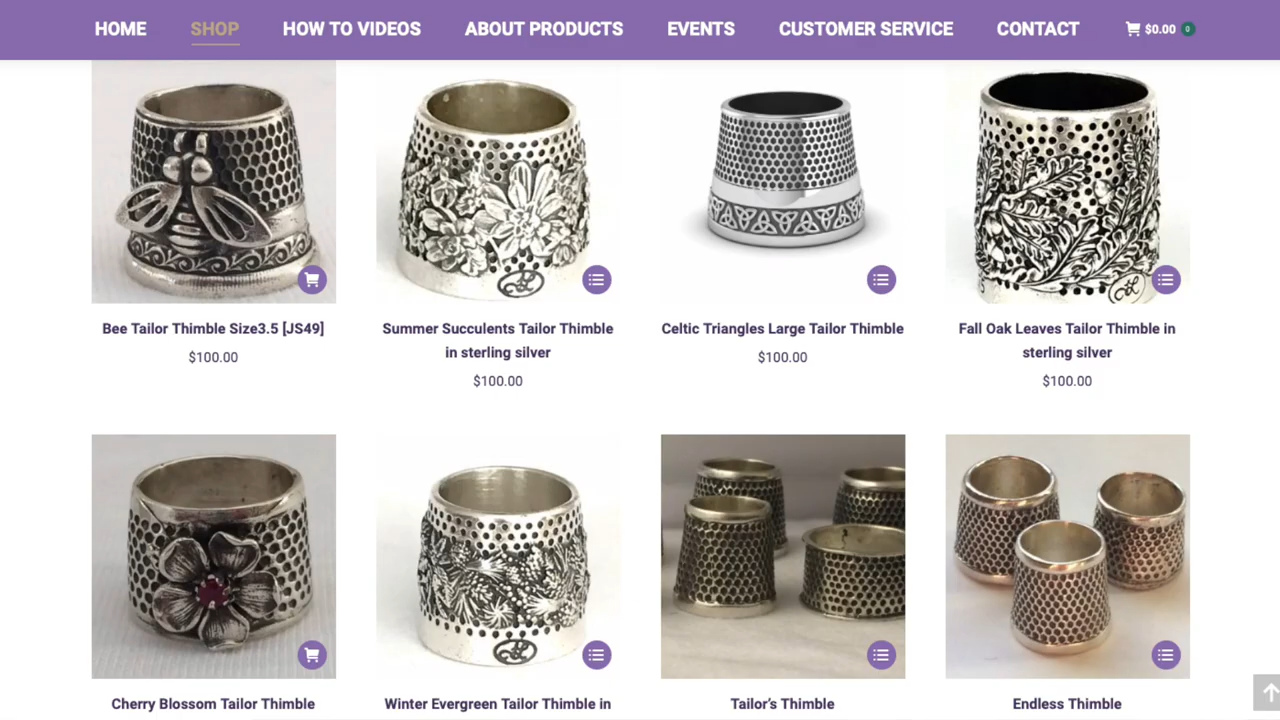 HOME SHOP HOW TO VIDEOS ABOUT PRODUCTS EVENTS CUSTOMER SERVICE CONTACT $0.00 0
Bee Tailor Thimble Size3.5 [JS49]
$100.00
Summer Succulents Tailor Thimble
in sterling silver
$100.00
Celtic Triangles Large Tailor Thimble
$100.00
Fall Oak Leaves Tailor Thimble in
sterling silver
$100.00
Cherry Blossom Tailor Thimble
Winter Evergreen Tailor Thimble in
Tailor’s Thimble
Endless Thimble